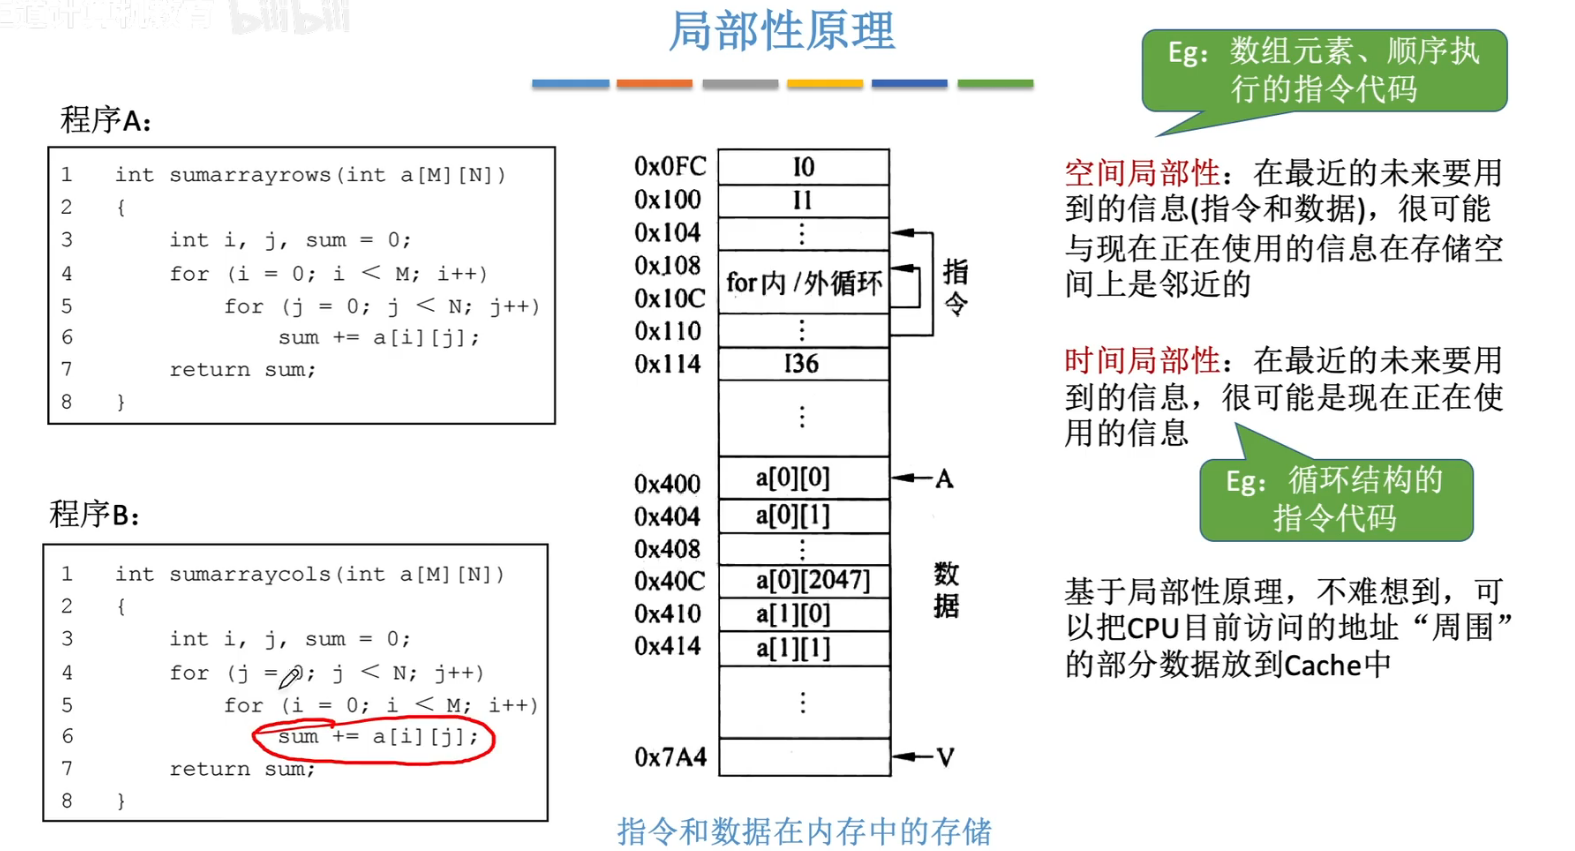 bilibili
局部性原理
程序A：
1 int sumarrayrows(int a[M][N])
2 {
3 int i, j, sum = 0;
4 for (i = 0; i < M; i++)
5 for (j = 0; j < N; j++)
6 sum += a[i][j];
7 return sum;
8 }
程序B：
1 int sumarraycols(int a[M][N])
2 {
3 int i, j, sum = 0;
4 for (j = 0; j < N; j++)
5 for (i = 0; i < M; i++)
6 sum += a[i][j];
7 return sum;
8 }
0x0FC I0
0x100 I1
0x104 ⋮
0x108
for内/外循环
0x10C
0x110 ⋮
0x114 I36
⋮
指令
0x400 a[0][0] A
0x404 a[0][1]
0x408 ⋮
0x40C a[0][2047]
0x410 a[1][0]
0x414 a[1][1]
⋮
数据
0x7A4 V
指令和数据在内存中的存储
Eg：数组元素、顺序执
行的指令代码
空间局部性：在最近的未来要用
到的信息(指令和数据)，很可能
与现在正在使用的信息在存储空
间上是邻近的
时间局部性：在最近的未来要用
到的信息，很可能是现在正在使
用的信息
Eg：循环结构的
指令代码
基于局部性原理，不难想到，可
以把CPU目前访问的地址“周围”
的部分数据放到Cache中